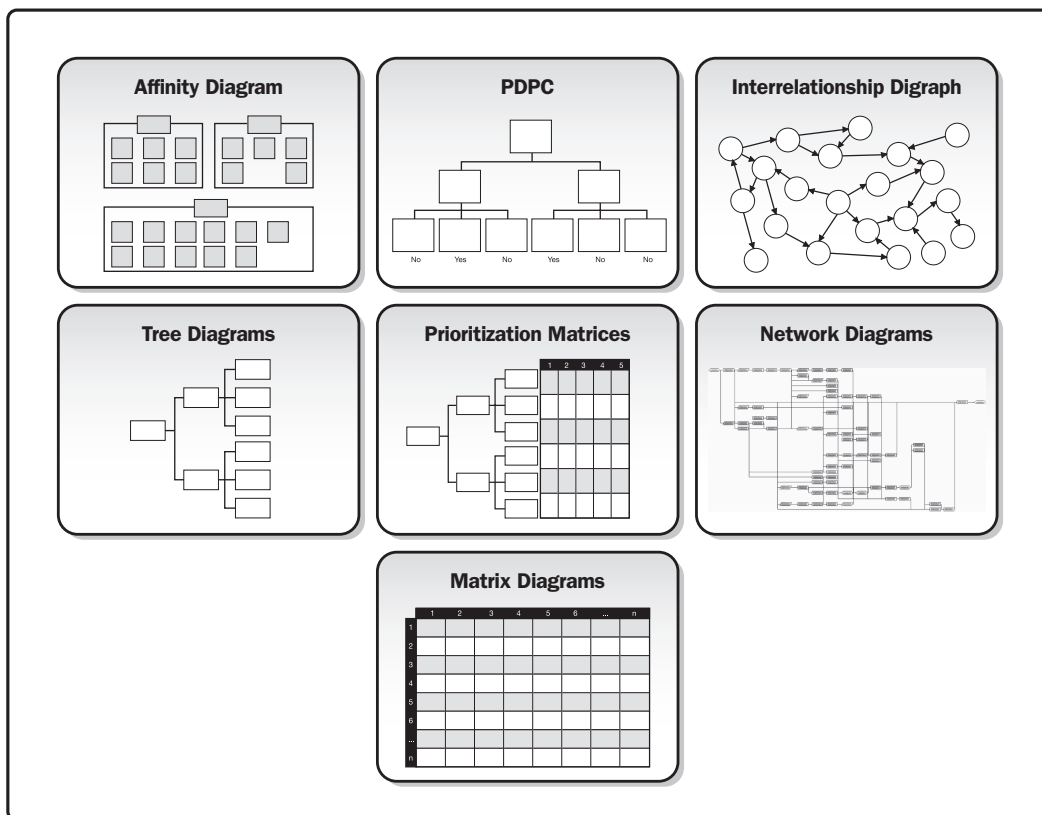 Affinity Diagram
PDPC
No Yes No Yes No No
Interrelationship Digraph
Tree Diagrams
Prioritization Matrices
1 2 3 4 5
Network Diagrams
Matrix Diagrams
1 2 3 4 5 6 ... n
1
2
3
4
5
6
...
n